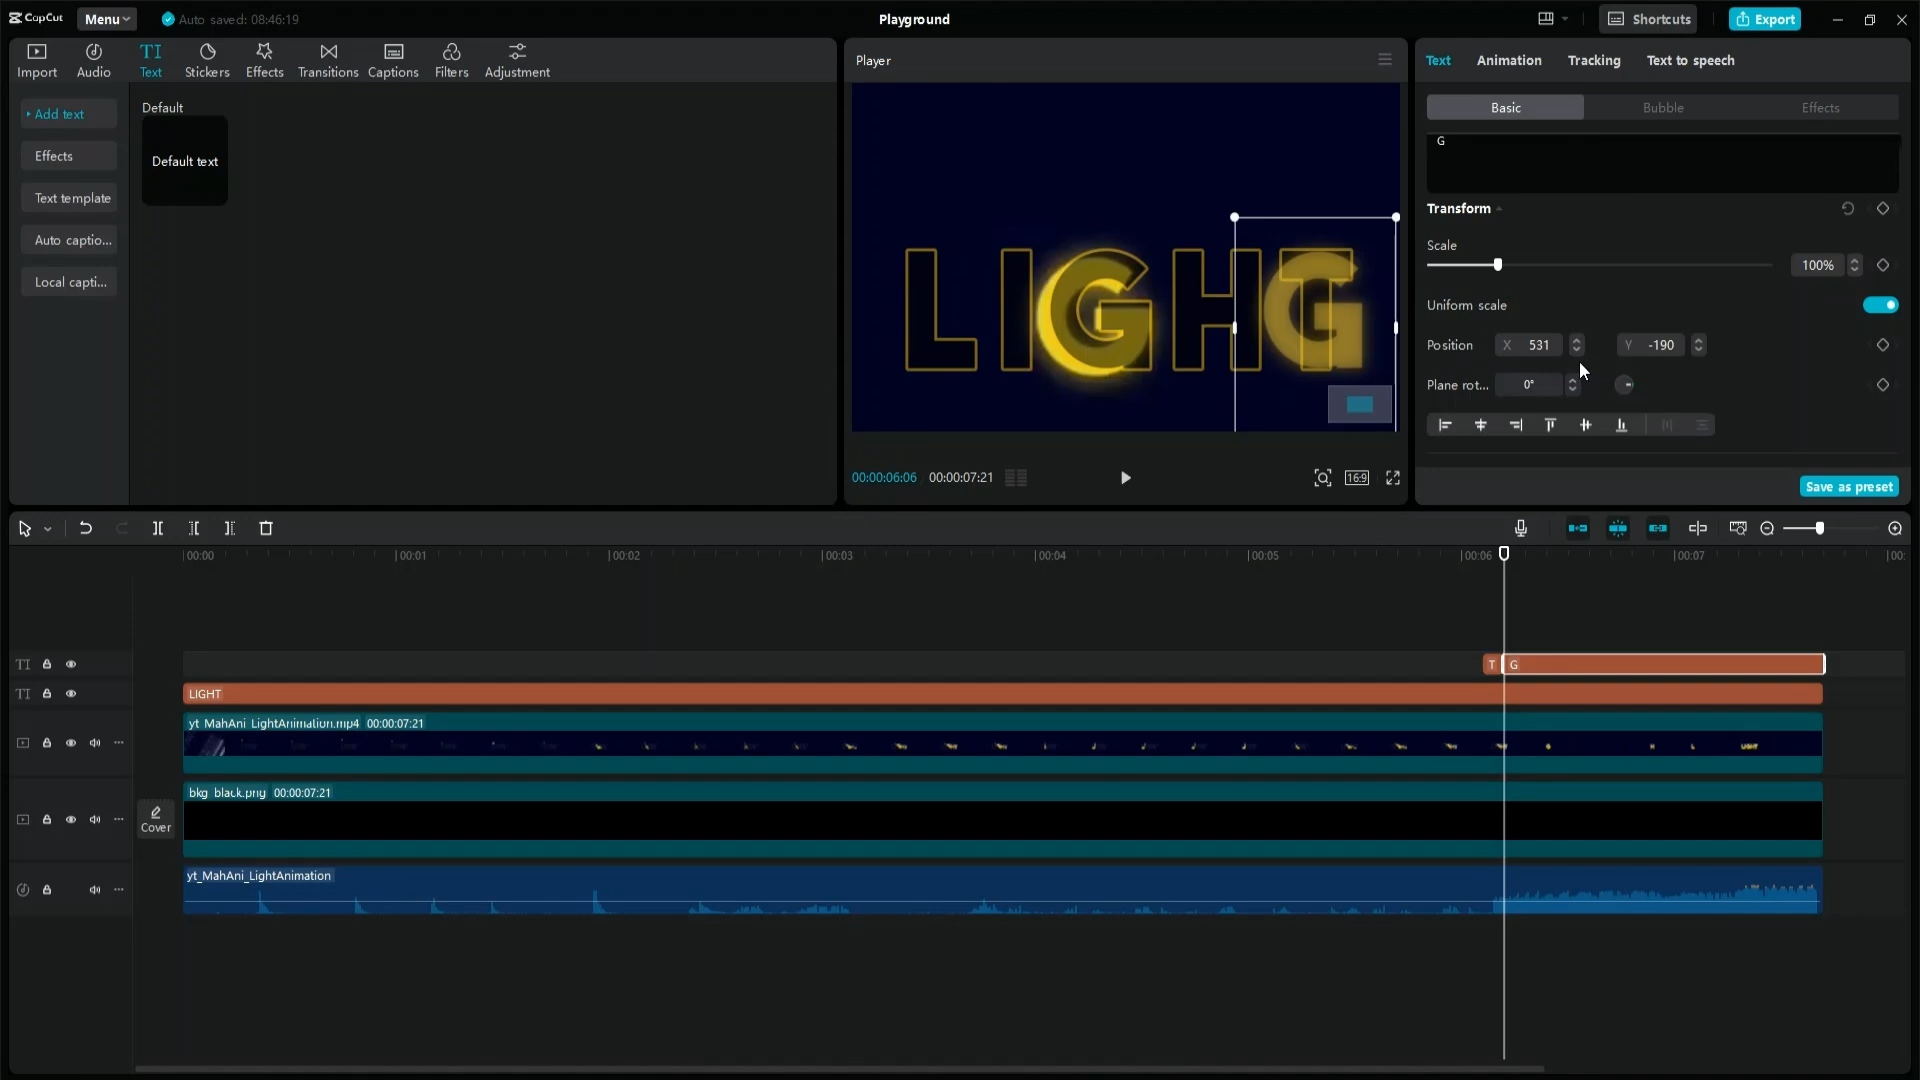 CapCut
Menu
Auto saved: 08:46:19
Playground
Shortcuts
Export
Import
Audio
TI
Text
Stickers
Effects
Transitions
Captions
Filters
Adjustment
Add text
Effects
Text template
Auto captio...
Local capti...
Default
Default text
Player
LIGHT
G
G
00:00:06:06
00:00:07:21
16:9
Text
Animation
Tracking
Text to speech
Basic
Bubble
Effects
G
Transform
Scale
100%
Uniform scale
Position
X 531
Y -190
Plane rot...
0°
Save as preset
00:00
00:01
00:02
00:03
00:04
00:05
00:06
00:07
00:
TI
T
G
TI
LIGHT
yt_MahAni_LightAnimation.mp4 00:00:07:21
bkg_black.png 00:00:07:21
Cover
yt_MahAni_LightAnimation